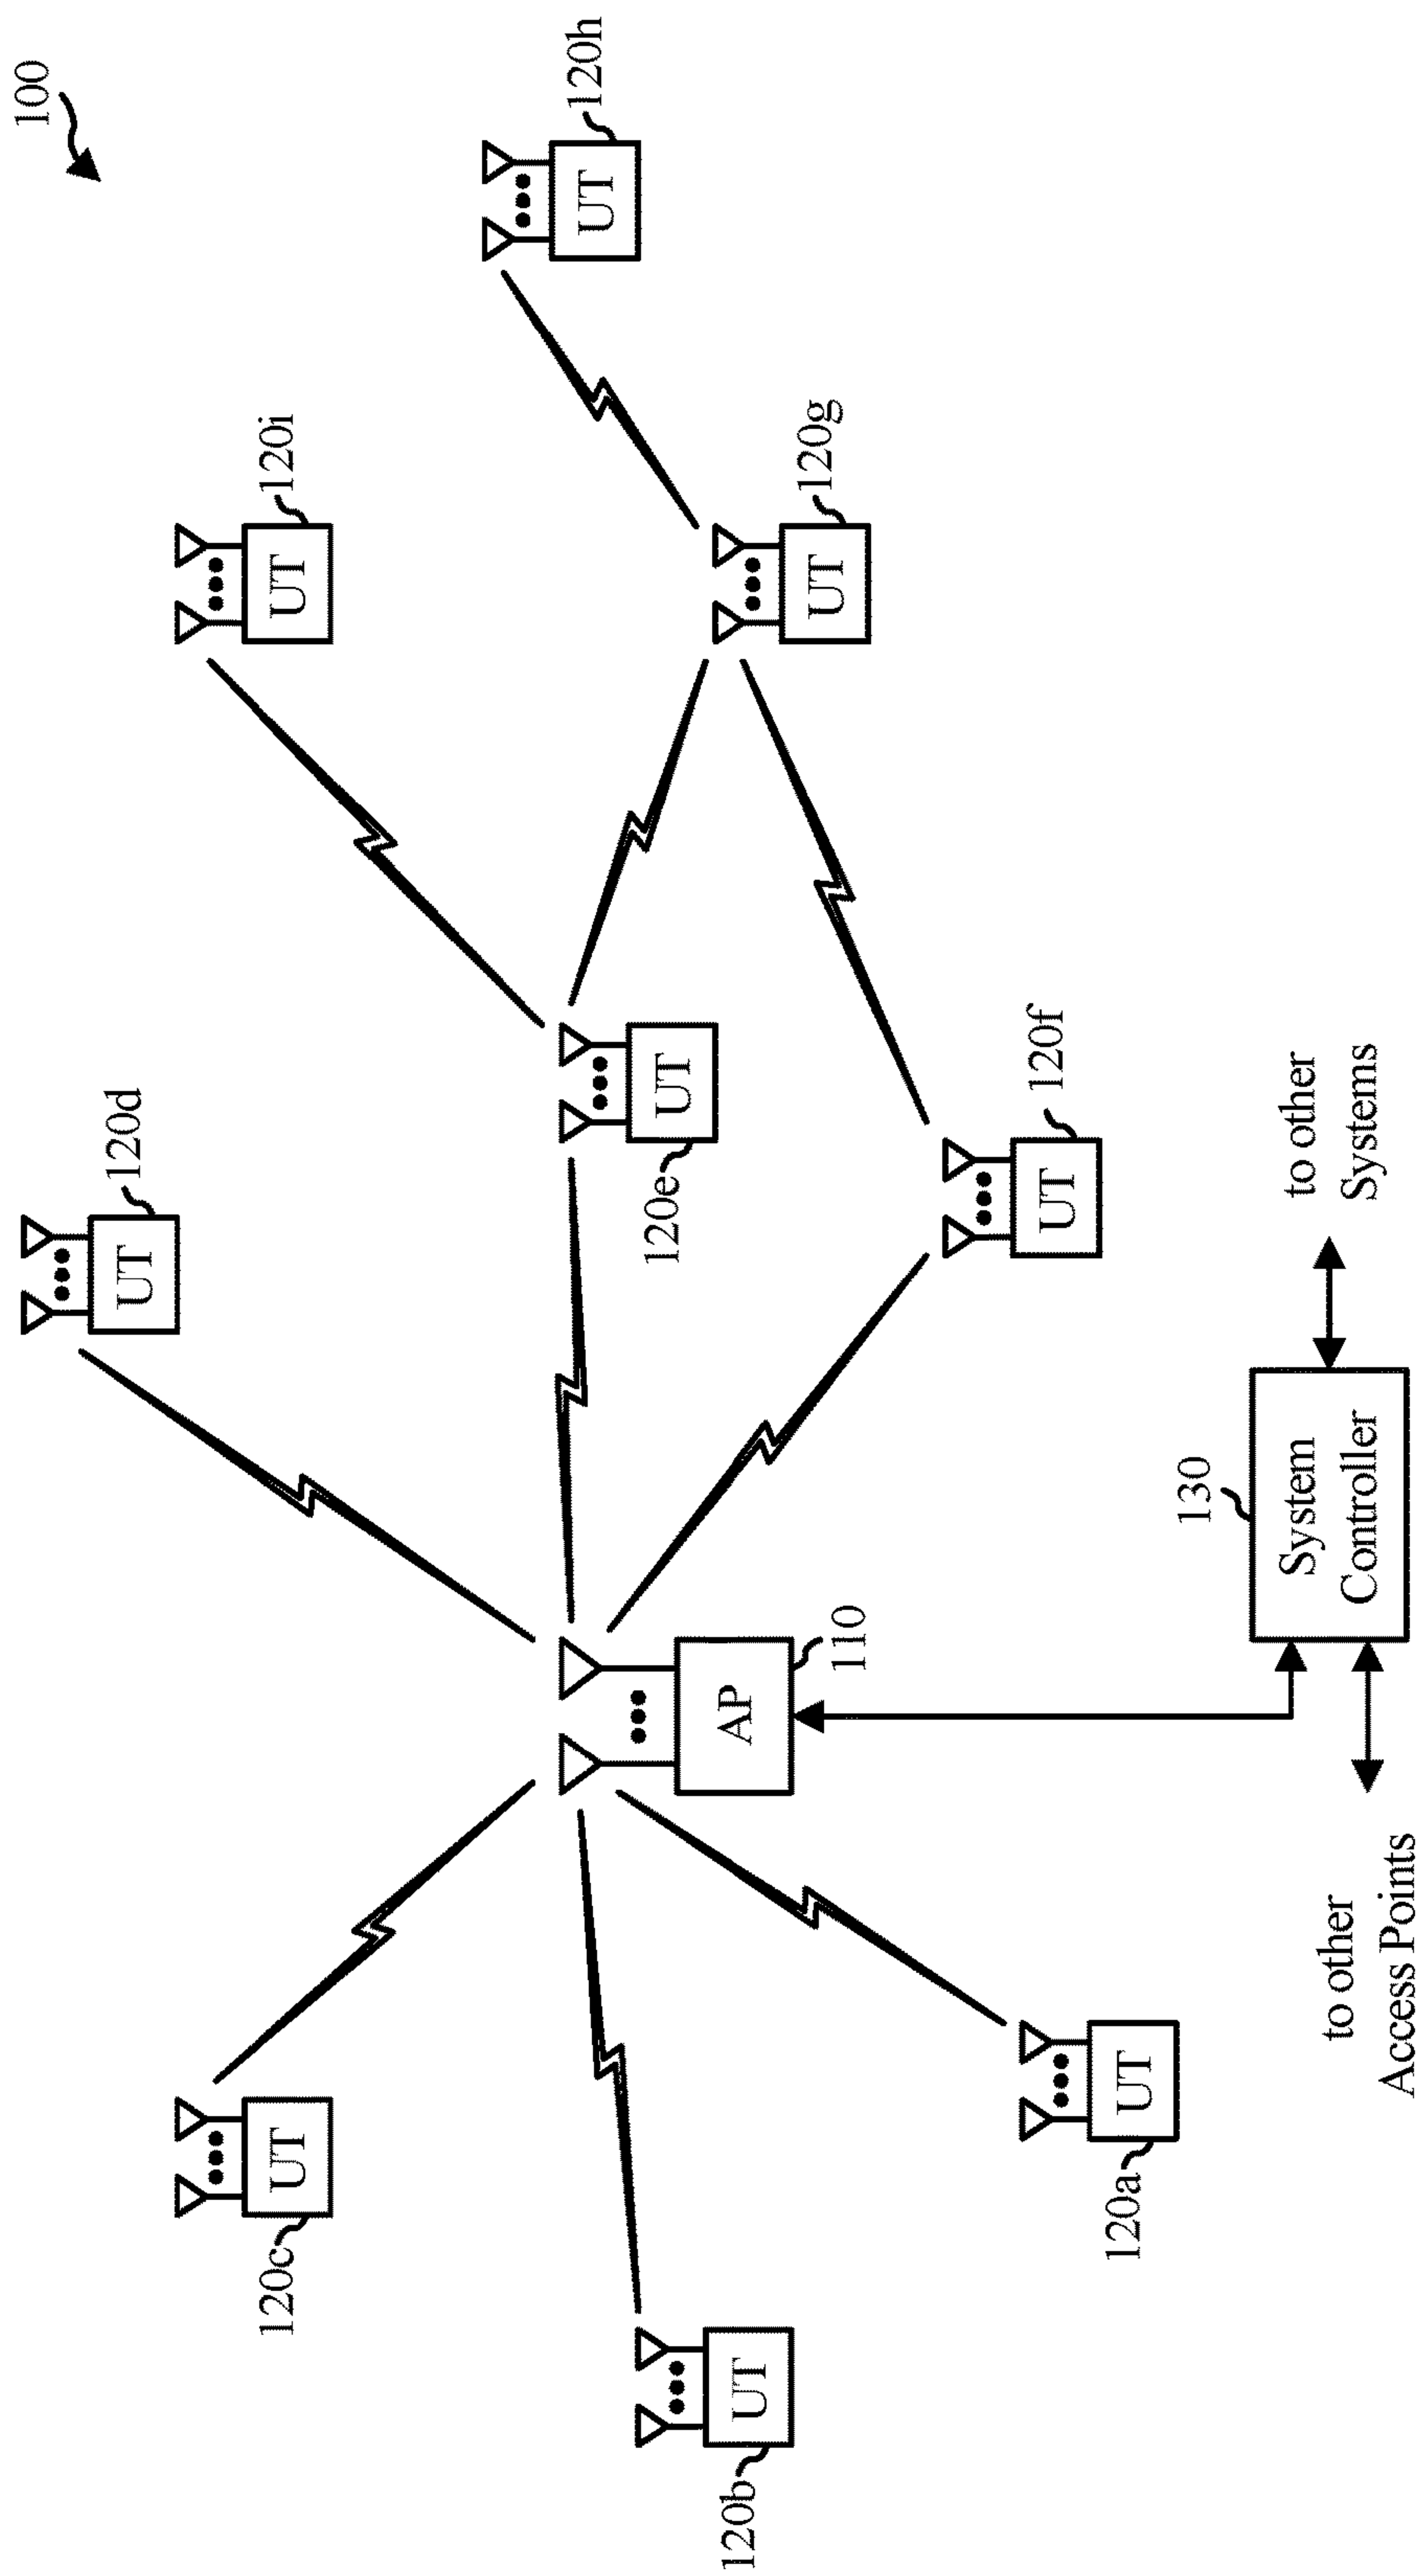 100
UT
120d
UT
120i
UT
120c
UT
120h
UT
120e
UT
120g
AP
110
UT
120b
UT
120f
UT
120a
130
System
Controller
to other
Systems
to other
Access Points